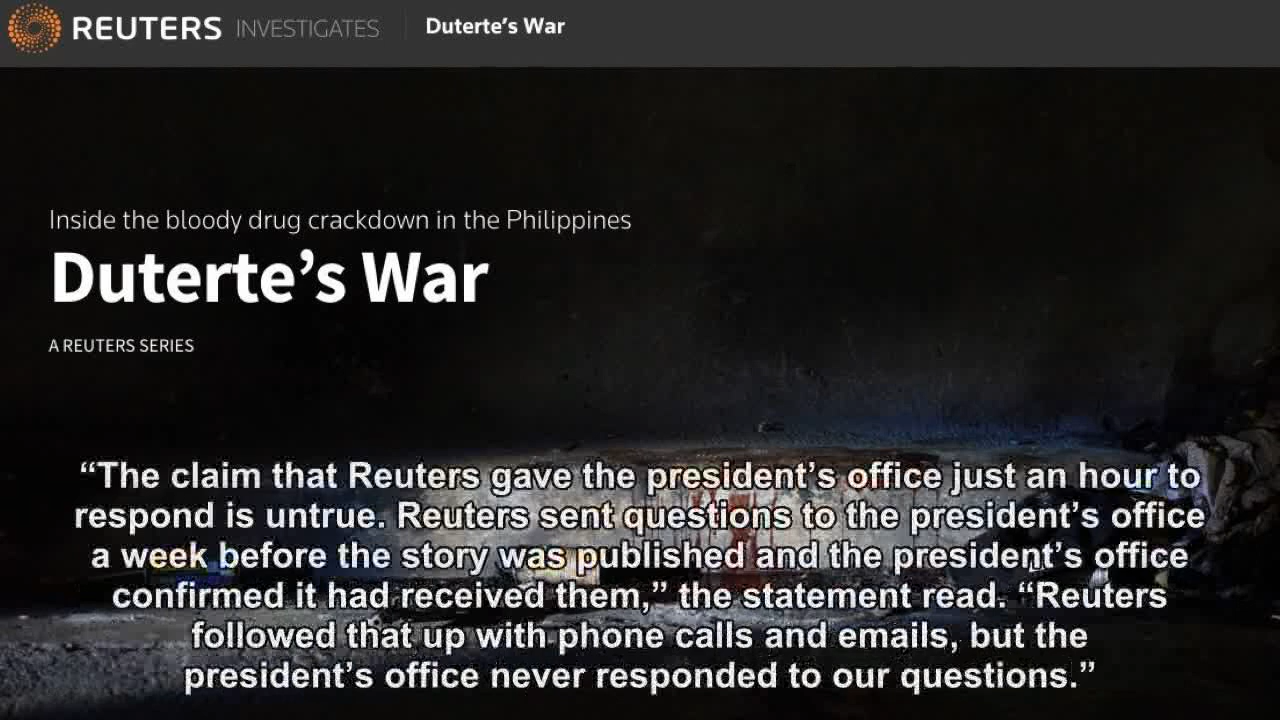 REUTERS INVESTIGATES Duterte’s War
Inside the bloody drug crackdown in the Philippines
Duterte’s War
A REUTERS SERIES
“The claim that Reuters gave the president’s office just an hour to
respond is untrue. Reuters sent questions to the president’s office
a week before the story was published and the president’s office
confirmed it had received them,” the statement read. “Reuters
followed that up with phone calls and emails, but the
president’s office never responded to our questions.”